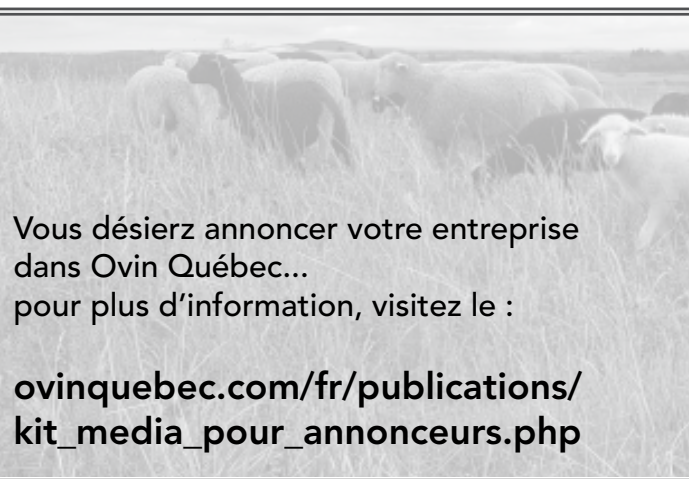 Vous désierz annoncer votre entreprise
dans Ovin Québec...
pour plus d’information, visitez le :
ovinquebec.com/fr/publications/
kit_media_pour_annonceurs.php